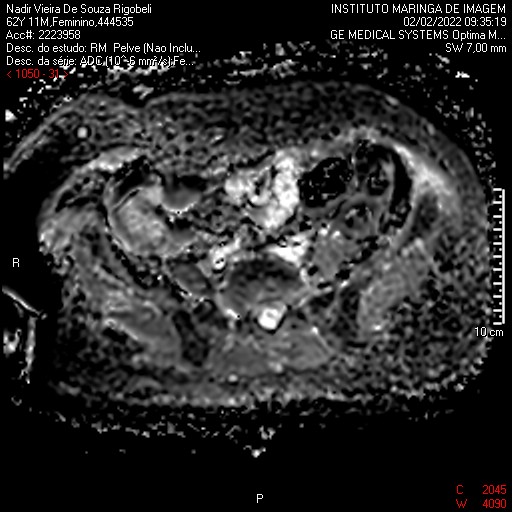 Nadir Vieira De Souza Rigobeli
62Y 11M,Feminino,444535
Acc#: 2223958
Desc. do estudo: RM Pelve (Nao Inclu...
Desc. da série: ADC (10^-6 mm²/s) Fe...
< 1050 - 31 >
INSTITUTO MARINGA DE IMAGEM
02/02/2022 09:35:19
GE MEDICAL SYSTEMS Optima M...
SW 7,00 mm
R
10 cm
P
C 2045
W 4090